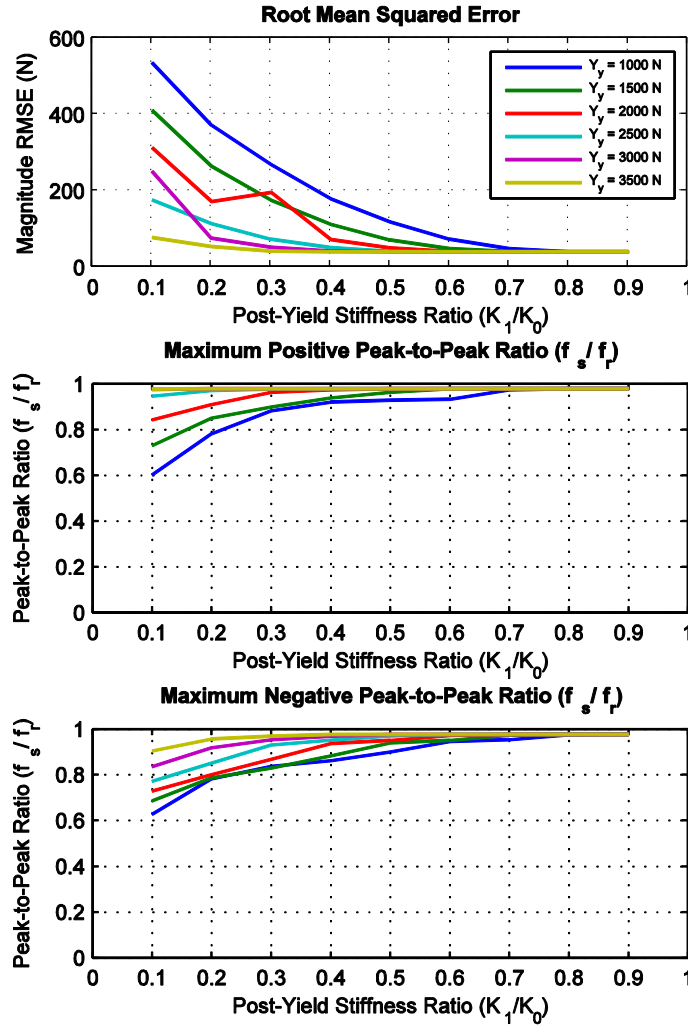 Root Mean Squared Error
Magnitude RMSE (N)
600
400
200
0
Y_y = 1000 N
Y_y = 1500 N
Y_y = 2000 N
Y_y = 2500 N
Y_y = 3000 N
Y_y = 3500 N
0 0.1 0.2 0.3 0.4 0.5 0.6 0.7 0.8 0.9 1
Post-Yield Stiffness Ratio (K_1/K_0)
Maximum Positive Peak-to-Peak Ratio (f_s/f_r)
Peak-to-Peak Ratio (f_s/f_r)
1
0.8
0.6
0.4
0.2
0
0 0.1 0.2 0.3 0.4 0.5 0.6 0.7 0.8 0.9 1
Post-Yield Stiffness Ratio (K_1/K_0)
Maximum Negative Peak-to-Peak Ratio (f_s/f_r)
Peak-to-Peak Ratio (f_s/f_r)
1
0.8
0.6
0.4
0.2
0
0 0.1 0.2 0.3 0.4 0.5 0.6 0.7 0.8 0.9 1
Post-Yield Stiffness Ratio (K_1/K_0)